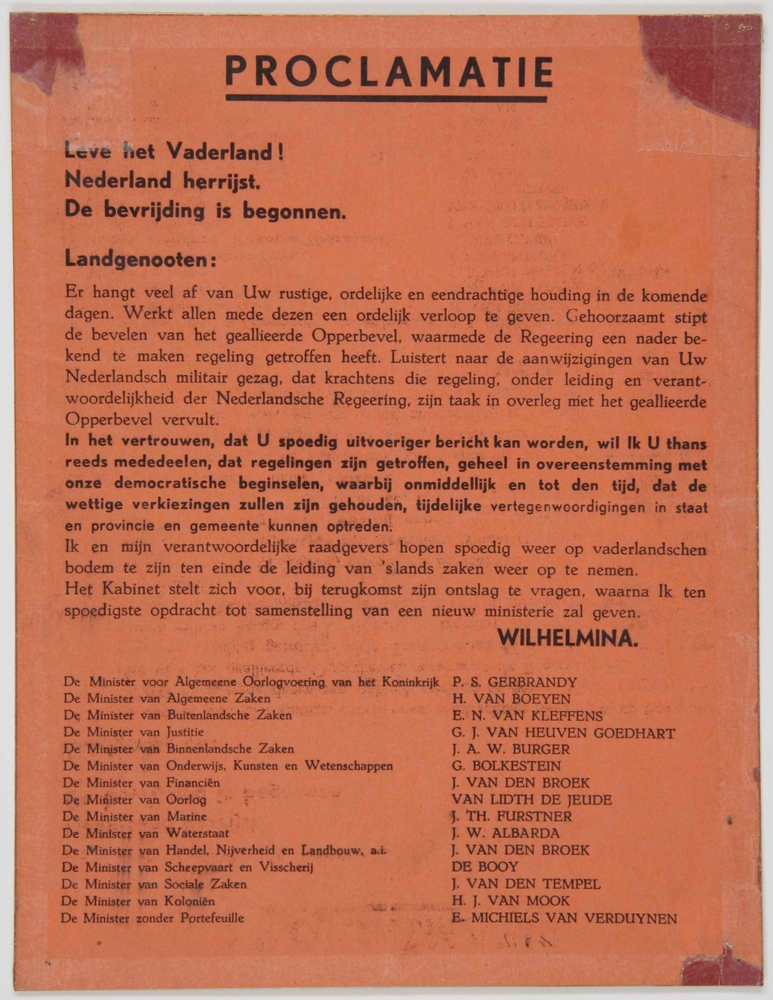 PROCLAMATIE
Leve het Vaderland!
Nederland herrijst.
De bevrijding is begonnen.
Landgenooten:
Er hangt veel af van Uw rustige, ordelijke en eendrachtige houding in de komende
dagen. Werkt allen mede dezen een ordelijk verloop te geven. Gehoorzaamt stipt
de bevelen van het geallieerde Opperbevel, waarmede de Regeering een nader be-
kend te maken regeling getroffen heeft. Luistert naar de aanwijzigingen van Uw
Nederlandsch militair gezag, dat krachtens die regeling, onder leiding en verant-
woordelijkheid der Nederlandsche Regeering, zijn taak in overleg met het geallieerde
Opperbevel vervult.
In het vertrouwen, dat U spoedig uitvoeriger bericht kan worden, wil Ik U thans
reeds mededeelen, dat regelingen zijn getroffen, geheel in overeenstemming met
onze democratische beginselen, waarbij onmiddellijk en tot den tijd, dat de
wettige verkiezingen zullen zijn gehouden, tijdelijke vertegenwoordigingen in staat
en provincie en gemeente kunnen optreden.
Ik en mijn verantwoordelijke raadgevers hopen spoedig weer op vaderlandschen
bodem te zijn ten einde de leiding van 'slands zaken weer op te nemen.
Het Kabinet stelt zich voor, bij terugkomst zijn ontslag te vragen, waarna Ik ten
spoedigste opdracht tot samenstelling van een nieuw ministerie zal geven.
WILHELMINA.
De Minister voor Algemeene Oorlogvoering van het Koninkrijk P. S. GERBRANDY
De Minister van Algemeene Zaken H. VAN BOEYEN
De Minister van Buitenlandsche Zaken E. N. VAN KLEFFENS
De Minister van Justitie G. J. VAN HEUVEN GOEDHART
De Minister van Binnenlandsche Zaken J. A. W. BURGER
De Minister van Onderwijs, Kunsten en Wetenschappen G. BOLKESTEIN
De Minister van Financiën J. VAN DEN BROEK
De Minister van Oorlog VAN LIDTH DE JEUDE
De Minister van Marine J. TH. FURSTNER
De Minister van Waterstaat J. W. ALBARDA
De Minister van Handel, Nijverheid en Landbouw, a.i. J. VAN DEN BROEK
De Minister van Scheepvaart en Visscherij DE BOOY
De Minister van Sociale Zaken J. VAN DEN TEMPEL
De Minister van Koloniën H. J. VAN MOOK
De Minister zonder Portefeuille E. MICHIELS VAN VERDUYNEN